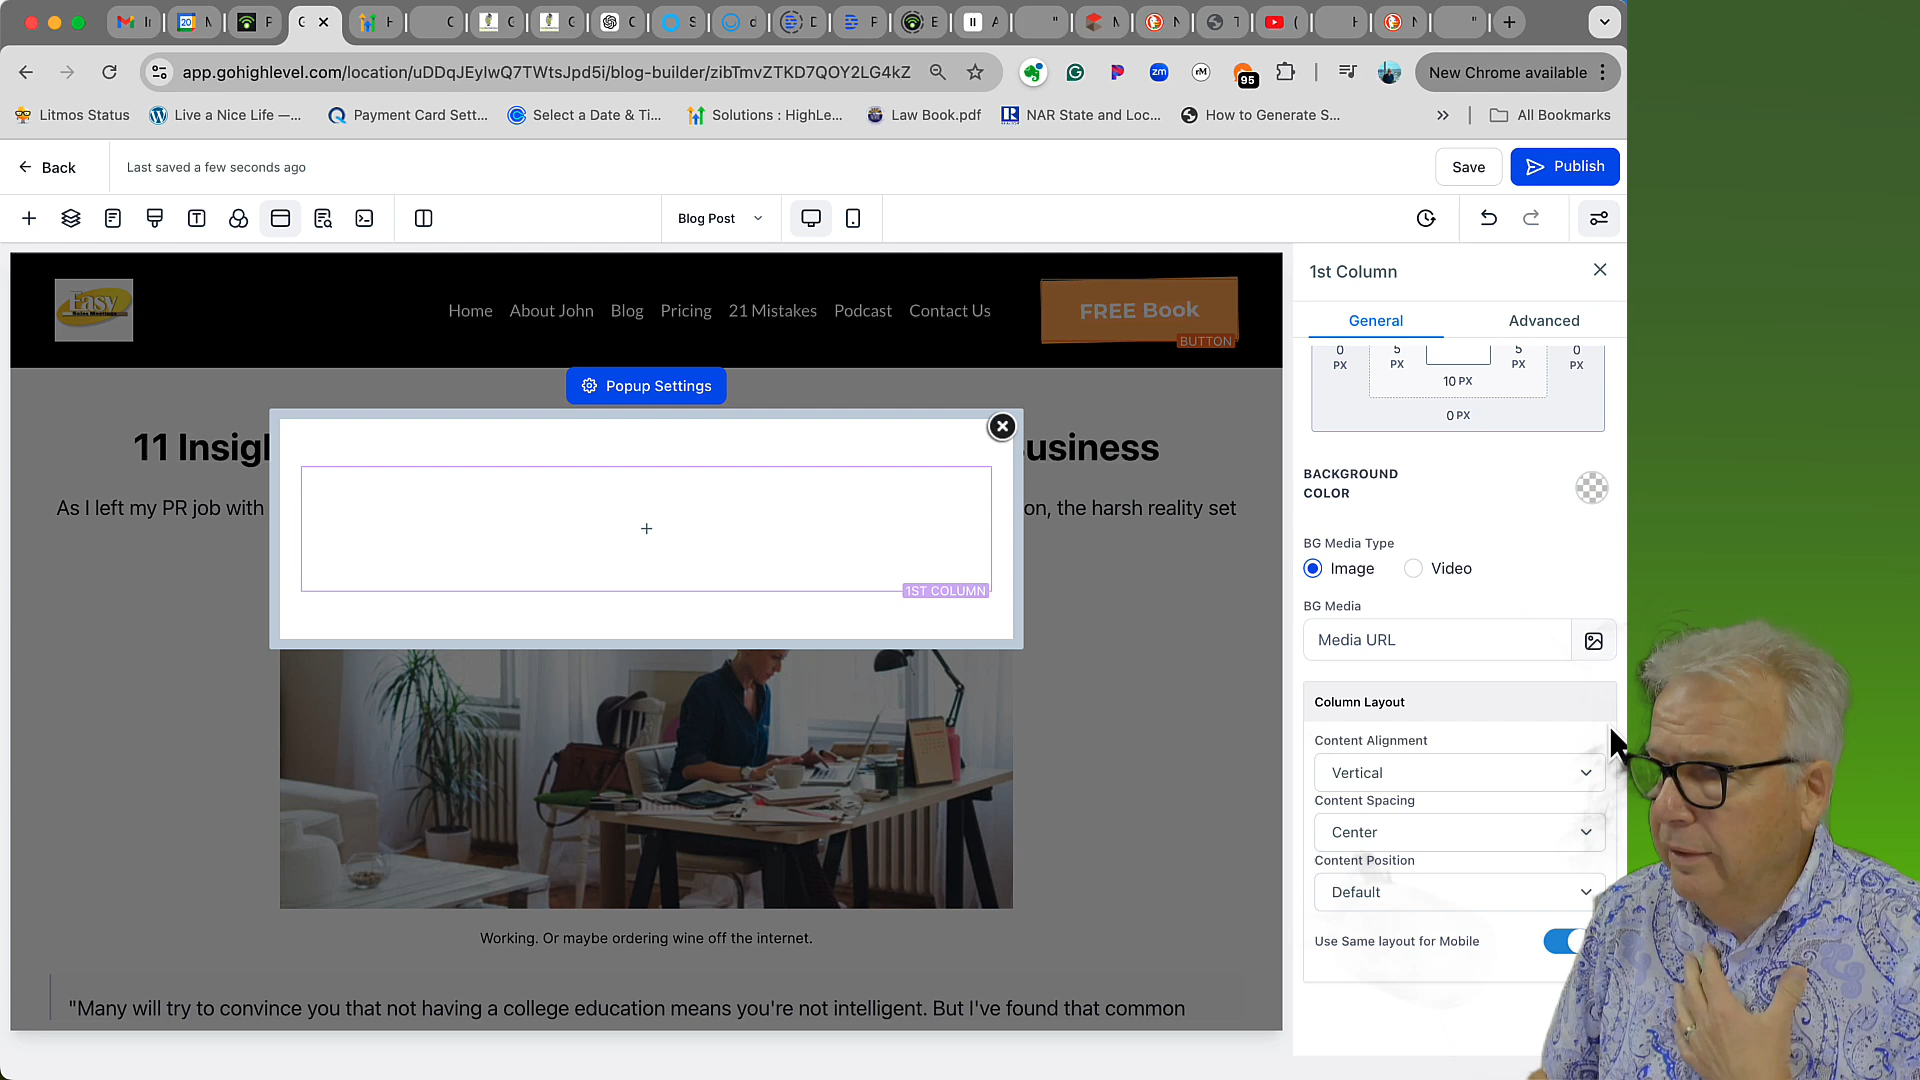 20
95
app.gohighlevel.com/location/uDDqJEyIwQ7TWtsJpd5i/blog-builder/zibTmvZTKD7QOY2LG4kZ
New Chrome available
Litmos Status
Live a Nice Life —...
Payment Card Sett...
Select a Date & Ti...
Solutions : HighLe...
Law Book.pdf
NAR State and Loc...
How to Generate S...
All Bookmarks
Back
Last saved a few seconds ago
Save
Publish
Blog Post
1st Column
General
Advanced
Easy
Home
About John
Blog
Pricing
21 Mistakes
Podcast
Contact Us
FREE Book
BUTTON
Popup Settings
11 Insigh
usiness
As I left my PR job with
on, the harsh reality set
1ST COLUMN
Working. Or maybe ordering wine off the internet.
"Many will try to convince you that not having a college education means you're not intelligent. But I've found that common
0 PX
5 PX
5 PX
0 PX
10 PX
0 PX
BACKGROUND
COLOR
BG Media Type
Image
Video
BG Media
Media URL
Column Layout
Content Alignment
Vertical
Content Spacing
Center
Content Position
Default
Use Same layout for Mobile